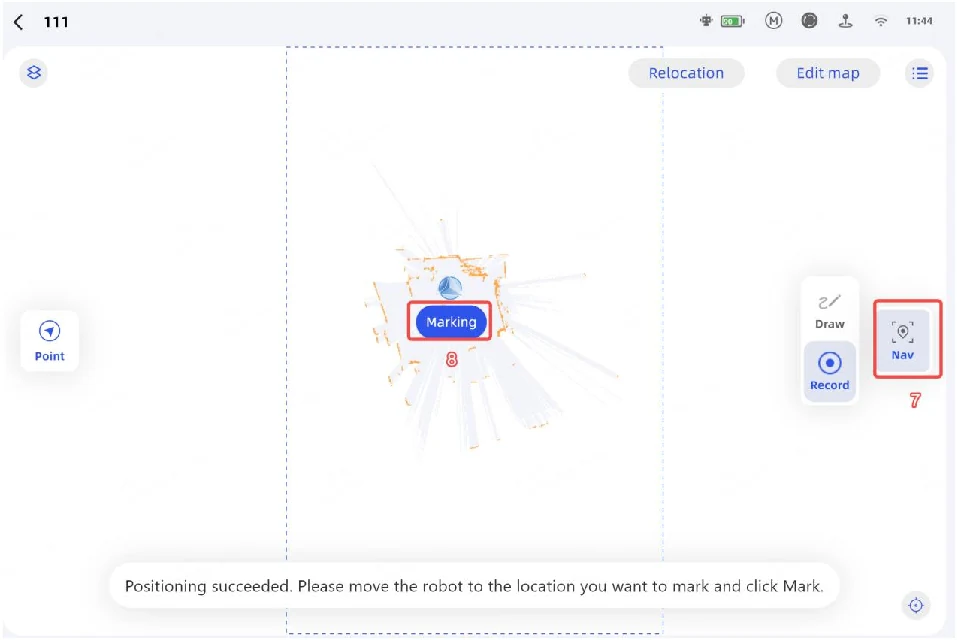 111
M
11:44
Relocation
Edit map
Marking
8
Point
Draw
Record
Nav
7
Positioning succeeded. Please move the robot to the location you want to mark and click Mark.